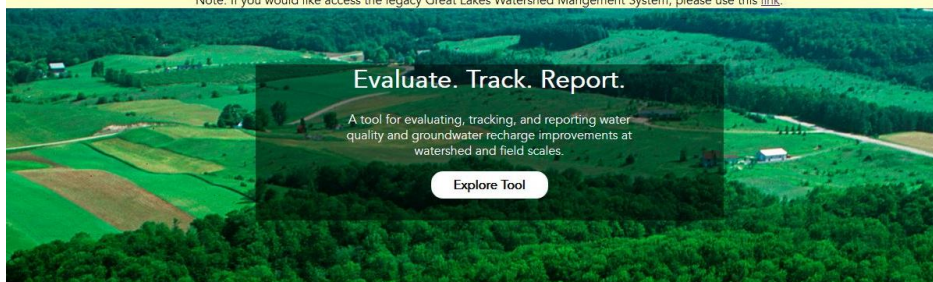 Note: If you would like access the legacy Great Lakes Watershed Mangement System, please use this link.
Evaluate. Track. Report.
A tool for evaluating, tracking, and reporting water
quality and groundwater recharge improvements at
watershed and field scales.
Explore Tool